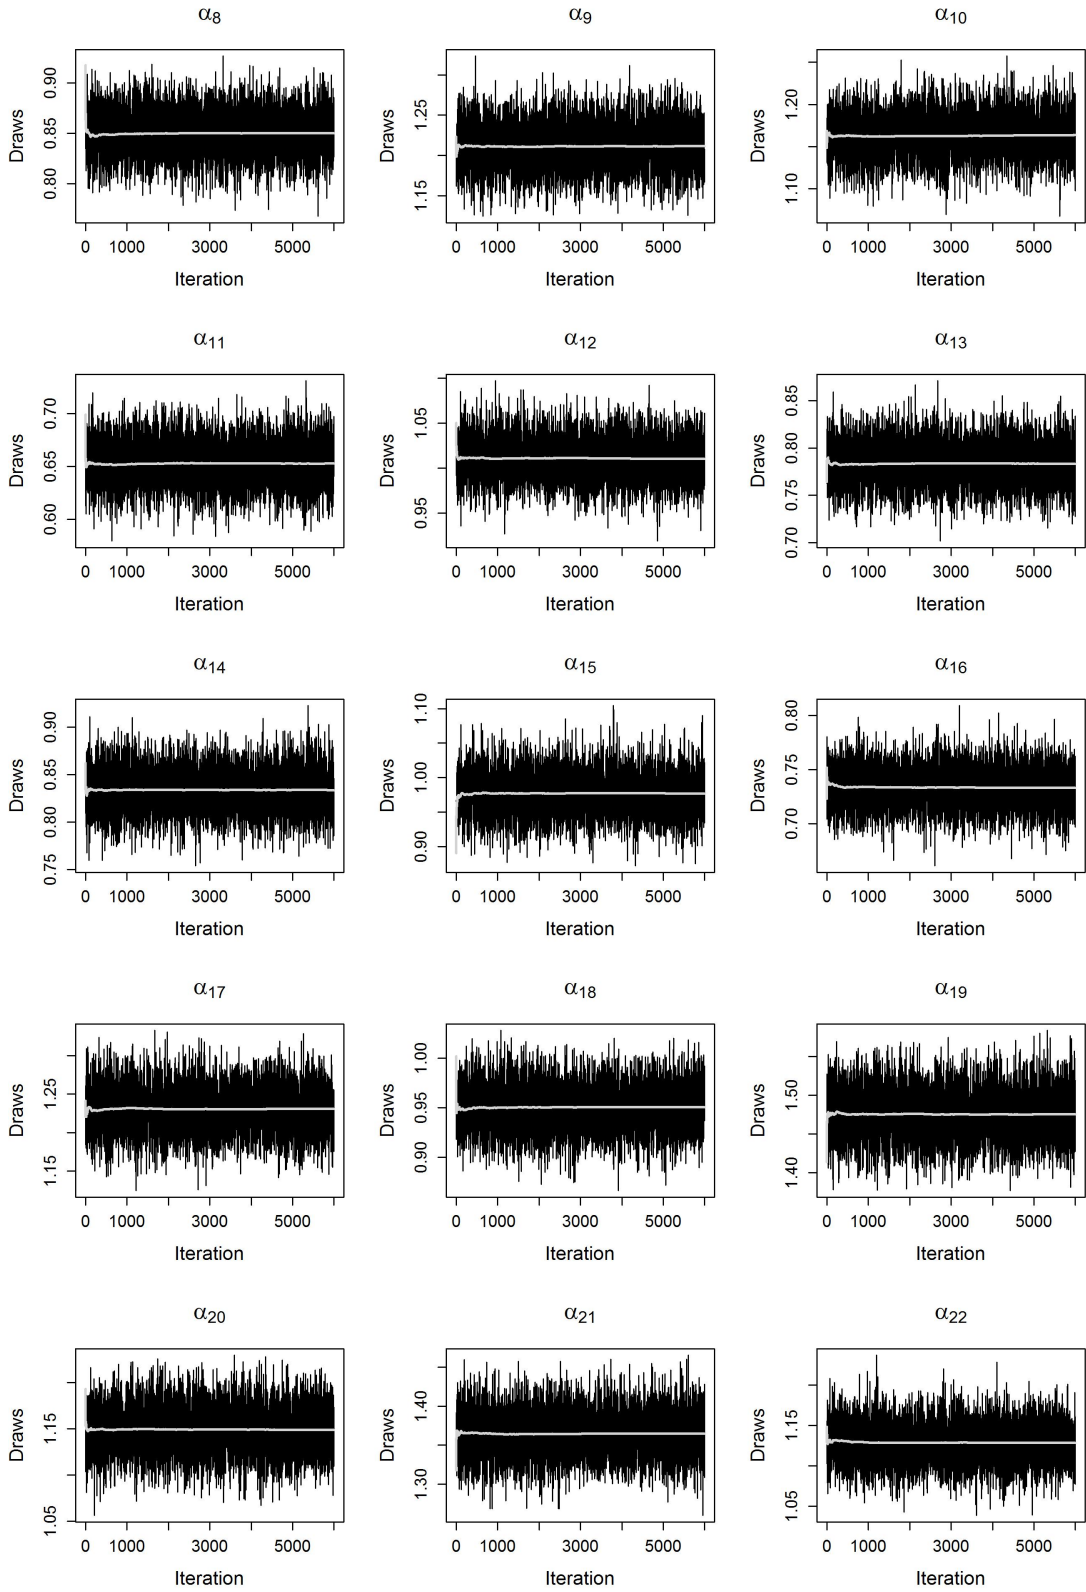 α8 α9 α10
Draws 0.80 0.85 0.90
0 1000 3000 5000
Iteration
Draws 1.15 1.25
0 1000 3000 5000
Iteration
Draws 1.10 1.20
0 1000 3000 5000
Iteration
α11 α12 α13
Draws 0.60 0.65 0.70
0 1000 3000 5000
Iteration
Draws 0.95 1.05
0 1000 3000 5000
Iteration
Draws 0.70 0.75 0.80 0.85
0 1000 3000 5000
Iteration
α14 α15 α16
Draws 0.75 0.80 0.85 0.90
0 1000 3000 5000
Iteration
Draws 0.90 1.00 1.10
0 1000 3000 5000
Iteration
Draws 0.70 0.75 0.80
0 1000 3000 5000
Iteration
α17 α18 α19
Draws 1.15 1.25
0 1000 3000 5000
Iteration
Draws 0.90 0.95 1.00
0 1000 3000 5000
Iteration
Draws 1.40 1.50
0 1000 3000 5000
Iteration
α20 α21 α22
Draws 1.05 1.15
0 1000 3000 5000
Iteration
Draws 1.30 1.40
0 1000 3000 5000
Iteration
Draws 1.05 1.15
0 1000 3000 5000
Iteration